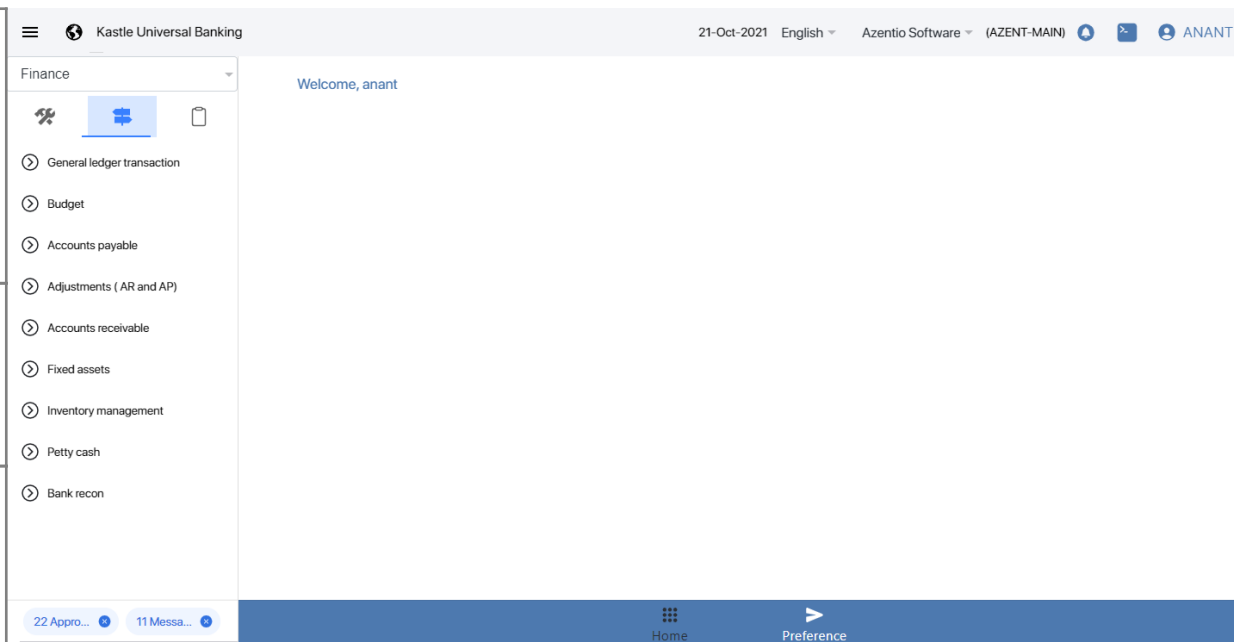 Kastle Universal Banking 21-Oct-2021 English Azentio Software (AZENT-MAIN) ANANT
Finance
Welcome, anant
General ledger transaction
Budget
Accounts payable
Adjustments ( AR and AP)
Accounts receivable
Fixed assets
Inventory management
Petty cash
Bank recon
22 Appro... 11 Messa...
Home Preference